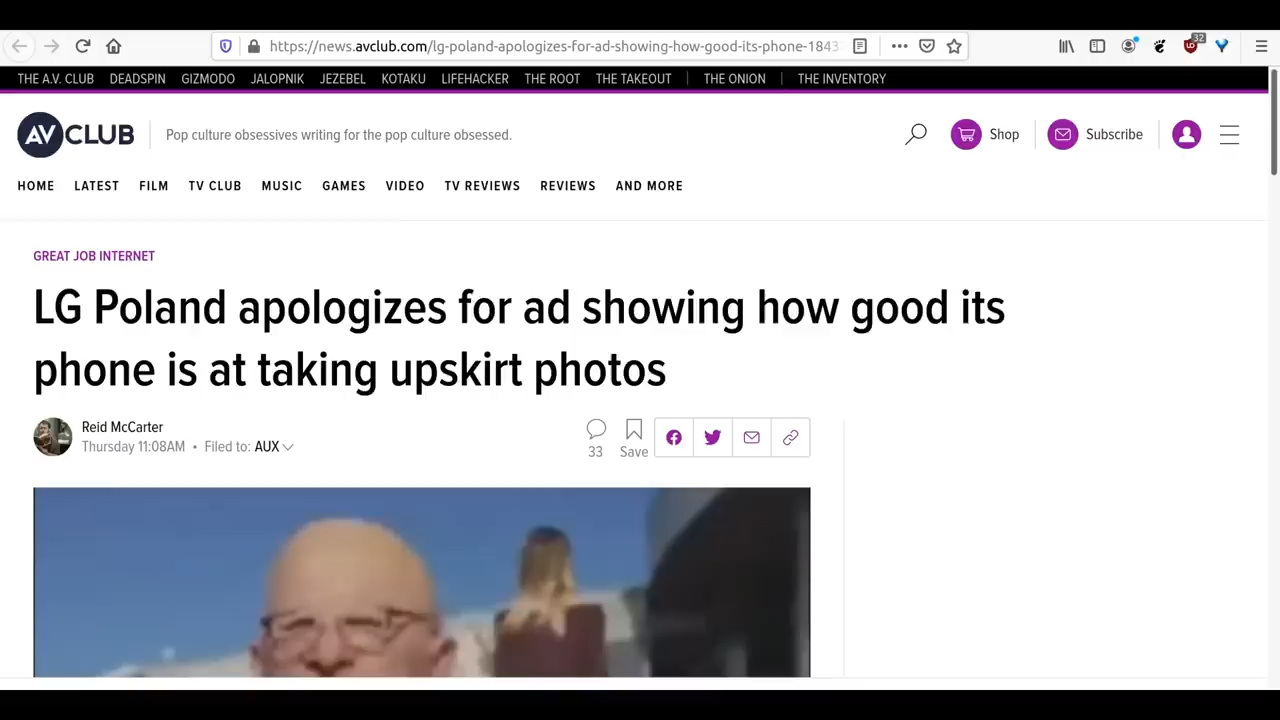 https://news.avclub.com/lg-poland-apologizes-for-ad-showing-how-good-its-phone-1843
32
THE A.V. CLUB DEADSPIN GIZMODO JALOPNIK JEZEBEL KOTAKU LIFEHACKER THE ROOT THE TAKEOUT THE ONION THE INVENTORY
AV CLUB Pop culture obsessives writing for the pop culture obsessed. Shop Subscribe
HOME LATEST FILM TV CLUB MUSIC GAMES VIDEO TV REVIEWS REVIEWS AND MORE
GREAT JOB INTERNET
LG Poland apologizes for ad showing how good its
phone is at taking upskirt photos
Reid McCarter
Thursday 11:08AM • Filed to: AUX
33 Save